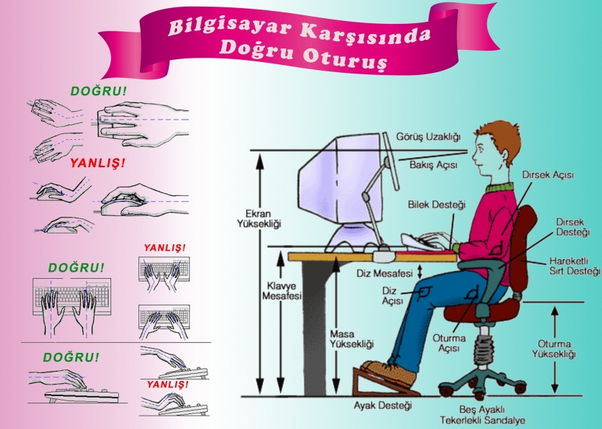 Bilgisayar Karşısında
Doğru Oturuş
DOĞRU!
YANLIŞ!
DOĞRU!
YANLIŞ!
DOĞRU!
YANLIŞ!
Görüş Uzaklığı
Bakış Açısı
Dirsek Açısı
Bilek Desteği
Ekran
Yüksekliği
Dirsek
Desteği
Hareketli
Sırt Desteği
Diz Mesafesi
Klavye
Mesafesi
Diz
Açısı
Masa
Yüksekliği
Oturma
Açısı
Oturma
Yüksekliği
Ayak Desteği
Beş Ayaklı
Tekerlekli Sandalye